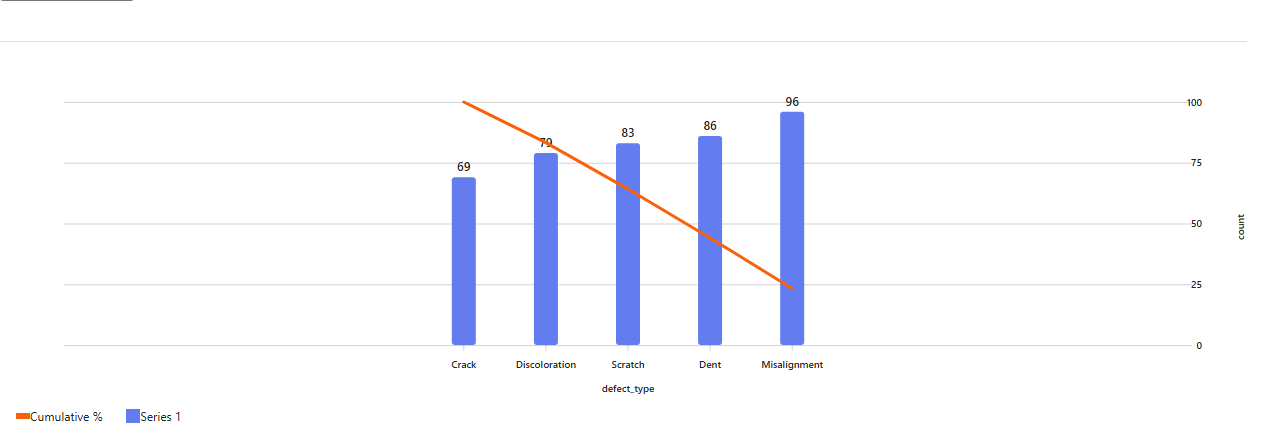 96
100
86
83
79
69
75
50
count
25
0
Crack Discoloration Scratch Dent Misalignment
defect_type
Cumulative % Series 1